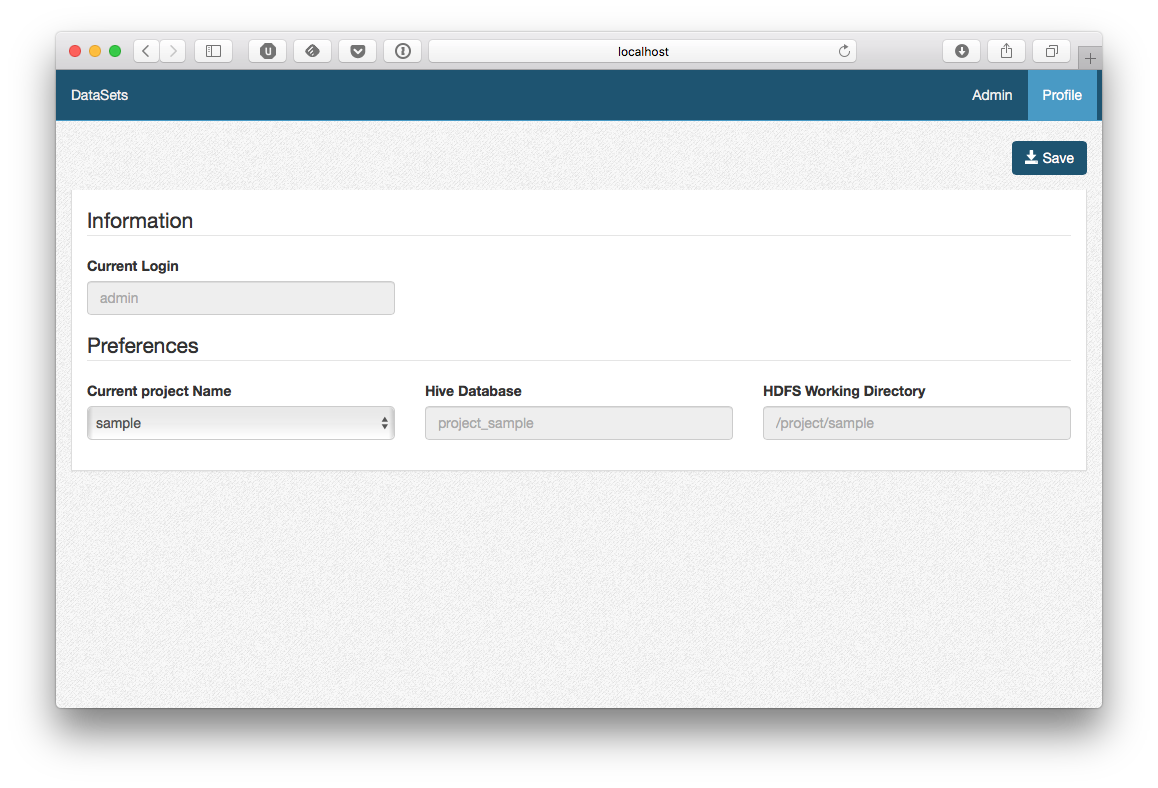 localhost
DataSets Admin Profile
Save
Information
Current Login
admin
Preferences
Current project Name Hive Database HDFS Working Directory
sample project_sample /project/sample